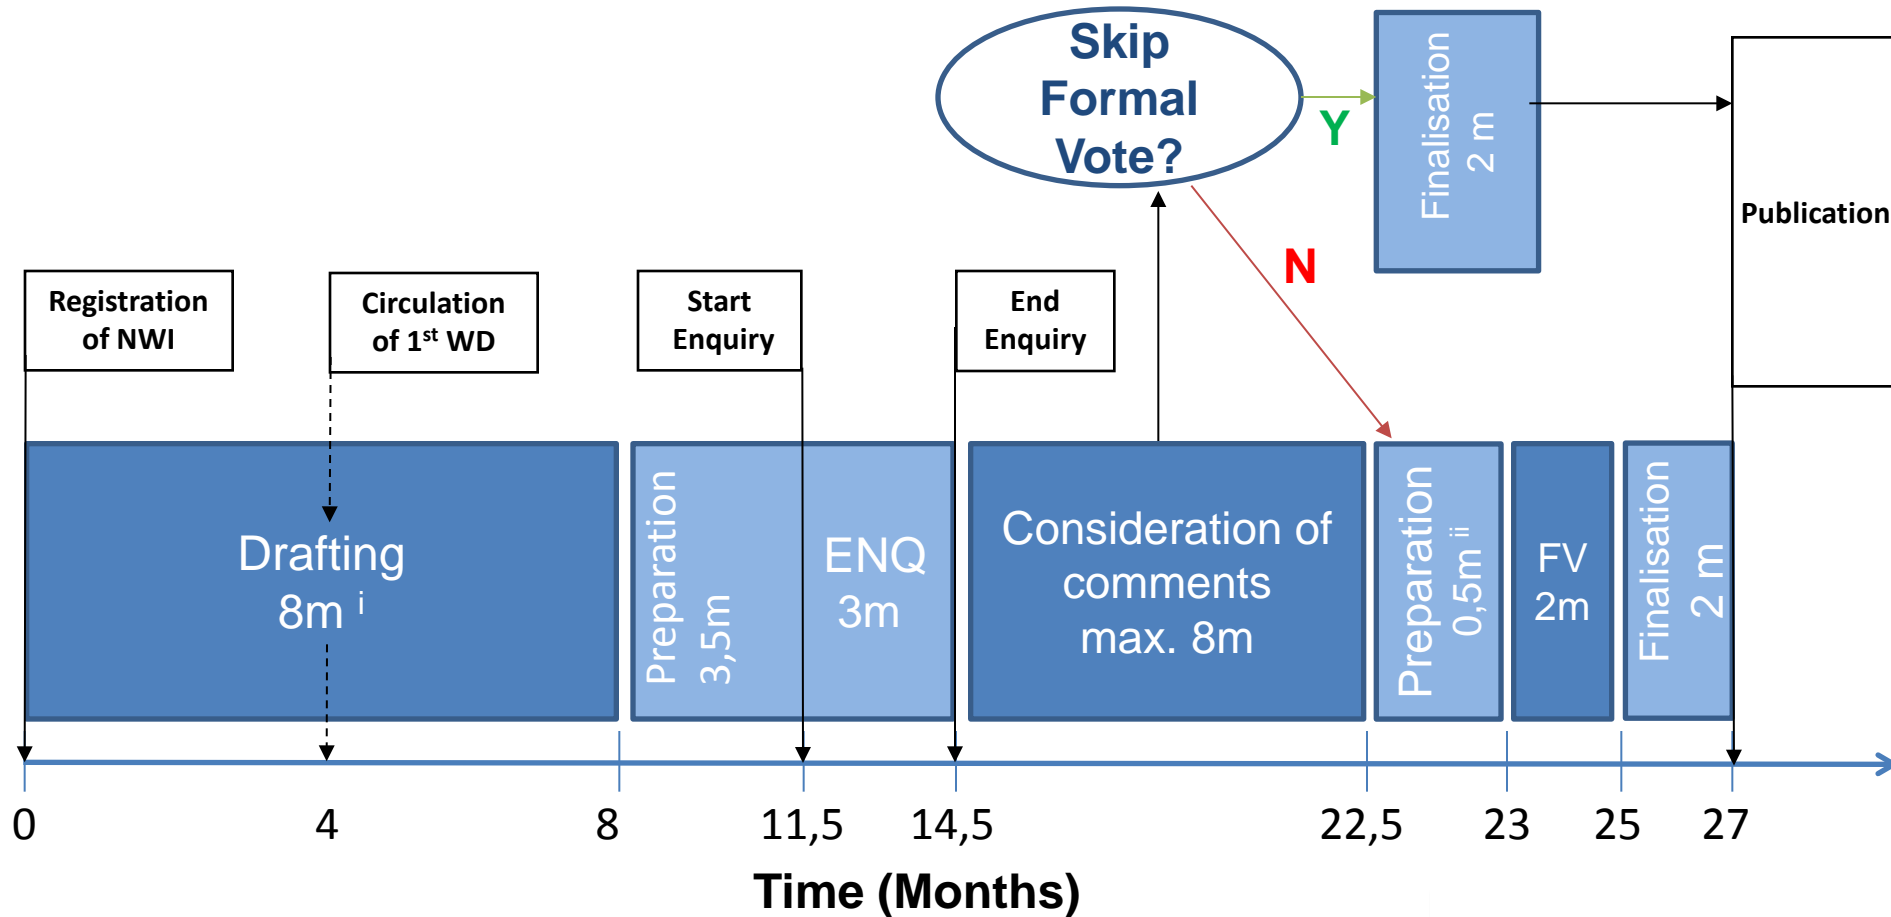 Skip
Formal
Vote?
Y
N
Finalisation
2 m
Publication
Registration
of NWI
Circulation
of 1st WD
Start
Enquiry
End
Enquiry
Drafting
8m i
Preparation
3,5m
ENQ
3m
Consideration of
comments
max. 8m
Preparation
0,5m ii
FV
2m
Finalisation
2 m
0
4
8
11,5
14,5
22,5
23
25
27
Time (Months)